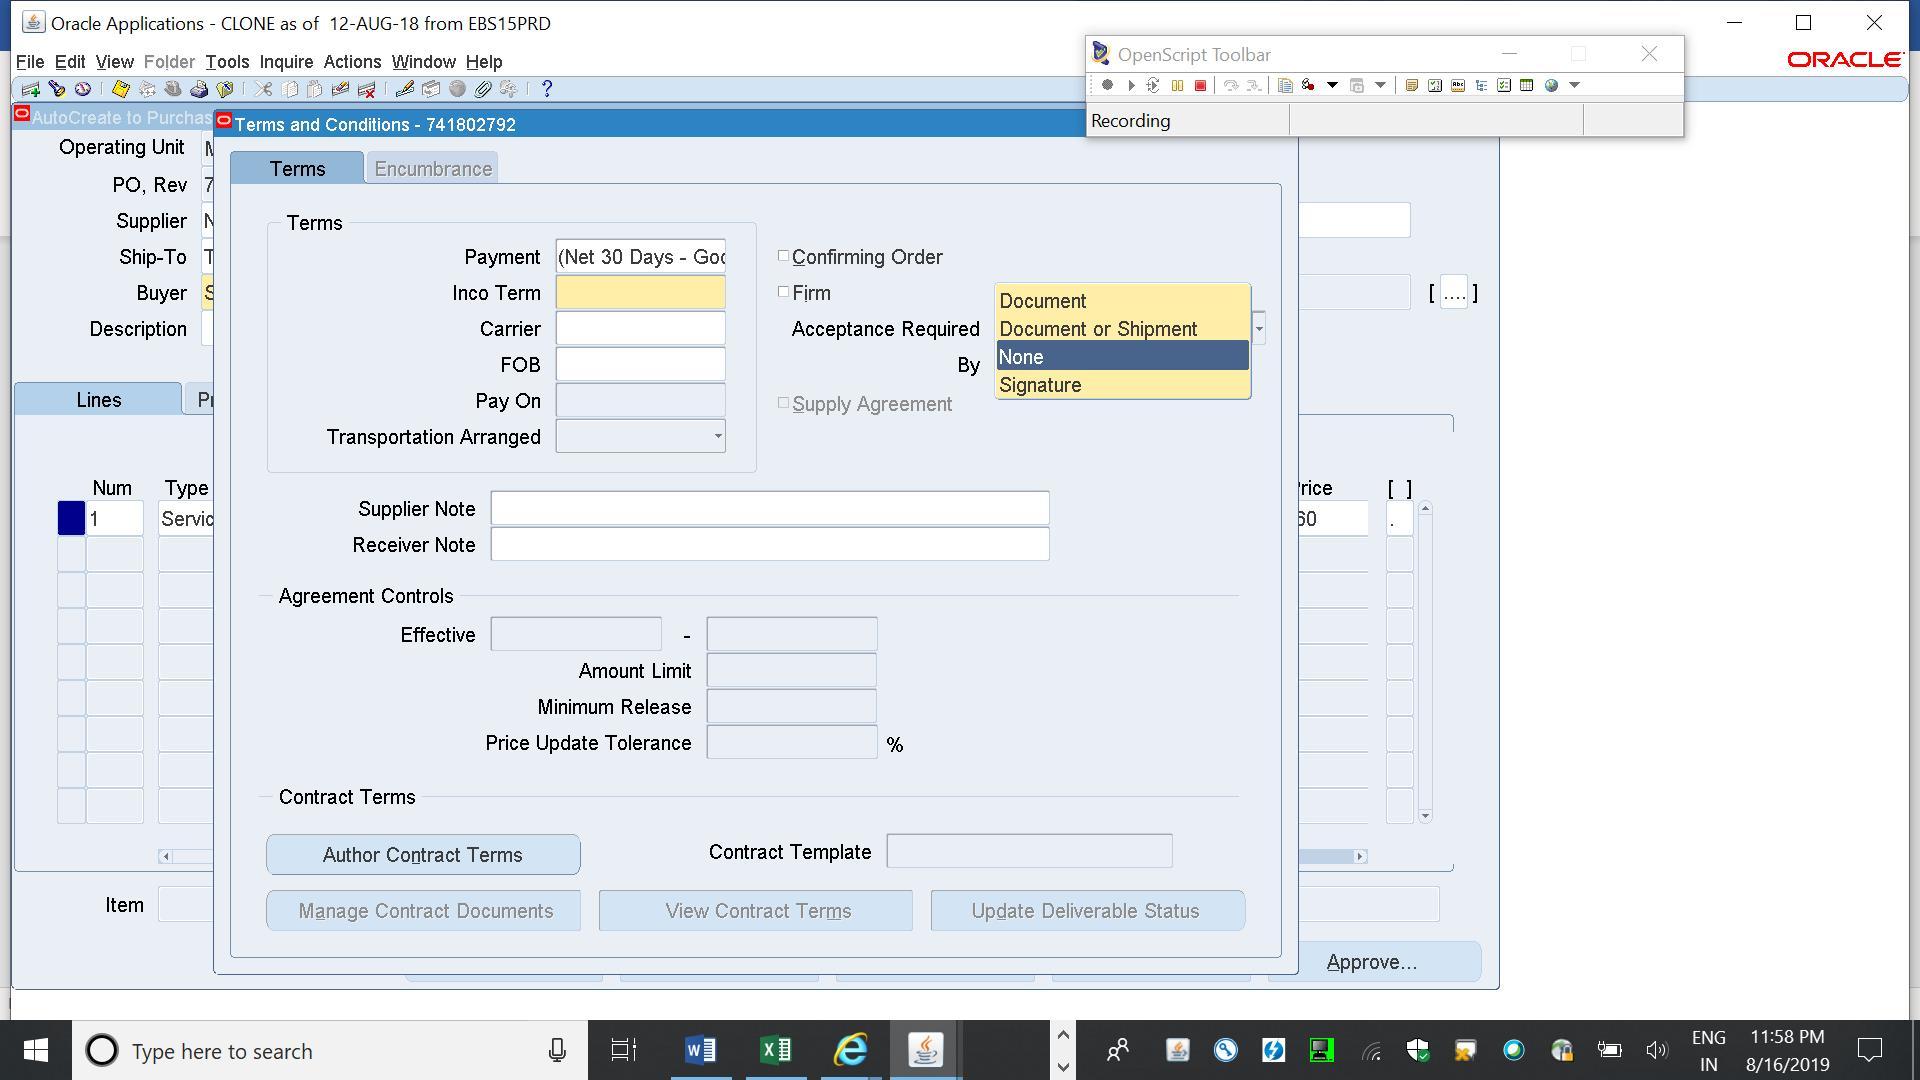 Oracle Applications - CLONE as of 12-AUG-18 from EBS15PRD
File Edit View Folder Tools Inquire Actions Window Help
ORACLE
OpenScript Toolbar
Recording
AutoCreate to Purchas
Terms and Conditions - 741802792
Operating Unit
PO, Rev 7
Supplier
Ship-To
Buyer
Description
[ .... ]
Terms Encumbrance
Terms
Payment (Net 30 Days - Goo
Inco Term
Carrier
FOB
Pay On
Transportation Arranged
Confirming Order
Firm
Acceptance Required
By
Supply Agreement
Document
Document or Shipment
None
Signature
Supplier Note
Receiver Note
Agreement Controls
Effective -
Amount Limit
Minimum Release
Price Update Tolerance %
Contract Terms
Author Contract Terms
Contract Template
Manage Contract Documents View Contract Terms Update Deliverable Status
Lines
Num Type rice [ ]
1 Servic 60 .
Item
Approve...
Type here to search
ENG 11:58 PM
IN 8/16/2019